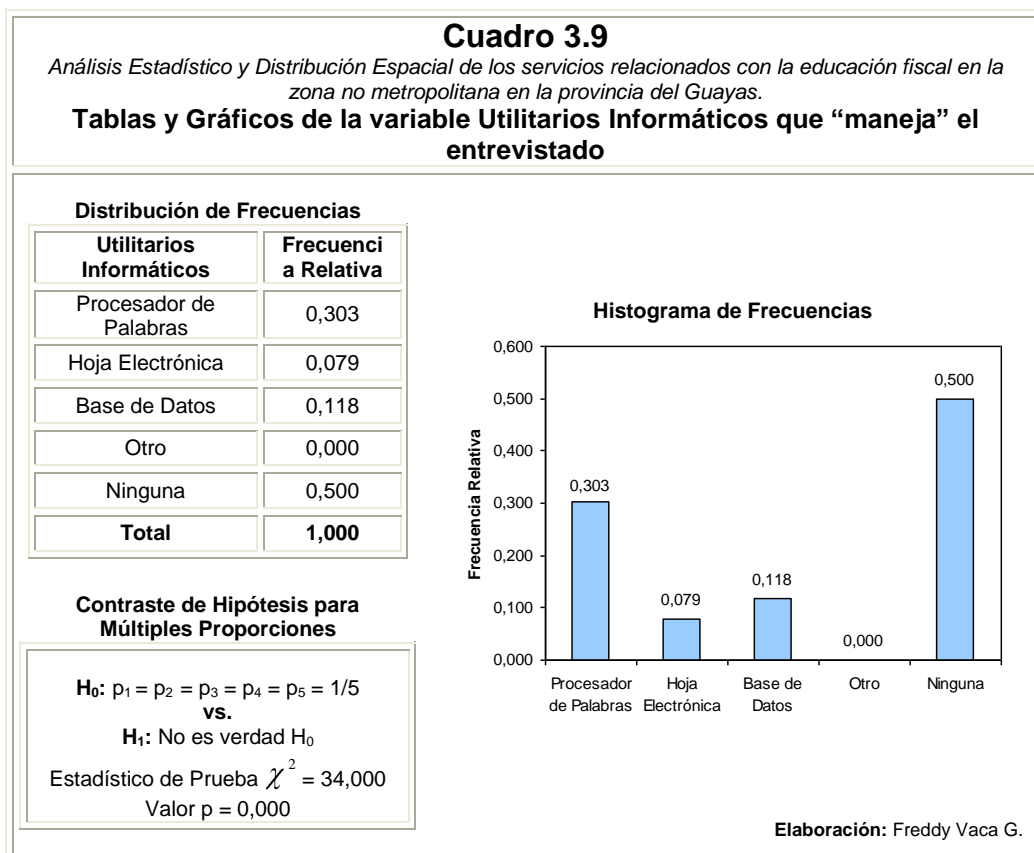 Cuadro 3.9
Análisis Estadístico y Distribución Espacial de los servicios relacionados con la educación fiscal en la
zona no metropolitana en la provincia del Guayas.
Tablas y Gráficos de la variable Utilitarios Informáticos que “maneja” el
entrevistado
Distribución de Frecuencias
Utilitarios
Informáticos
Frecuenci
a Relativa
Procesador de
Palabras
0,303
Hoja Electrónica
0,079
Base de Datos
0,118
Otro
0,000
Ninguna
0,500
Total
1,000
Contraste de Hipótesis para
Múltiples Proporciones
H₀: p₁ = p₂ = p₃ = p₄ = p₅ = 1/5
vs.
H₁: No es verdad H₀
Estadístico de Prueba χ² = 34,000
Valor p = 0,000
Histograma de Frecuencias
Frecuencia Relativa
0,600
0,500
0,400
0,300
0,200
0,100
0,000
0,303
0,079
0,118
0,000
0,500
Procesador
de Palabras
Hoja
Electrónica
Base de
Datos
Otro
Ninguna
Elaboración: Freddy Vaca G.